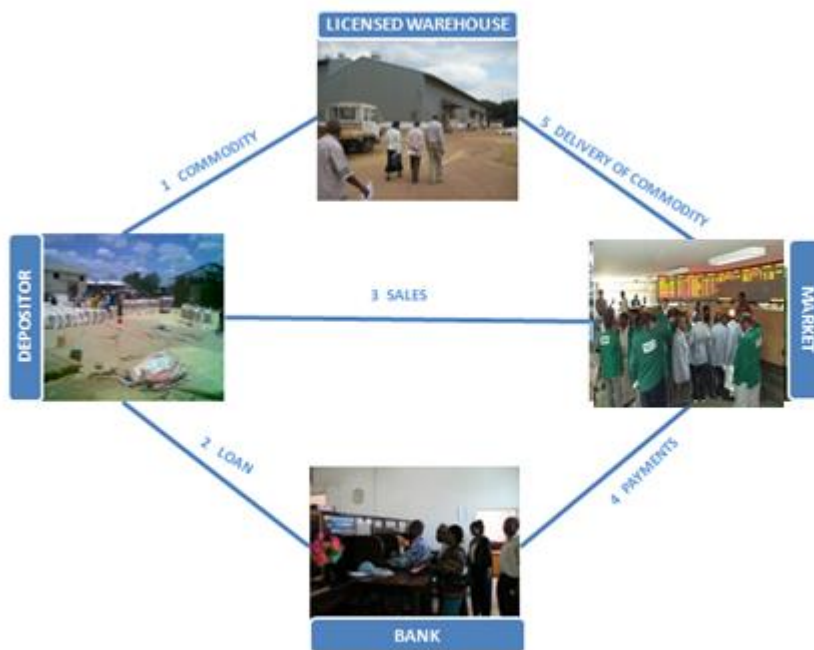 LICENSED WAREHOUSE
1 COMMODITY
5 DELIVERY OF COMMODITY
DEPOSITOR
3 SALES
MARKET
2 LOAN
4 PAYMENTS
BANK